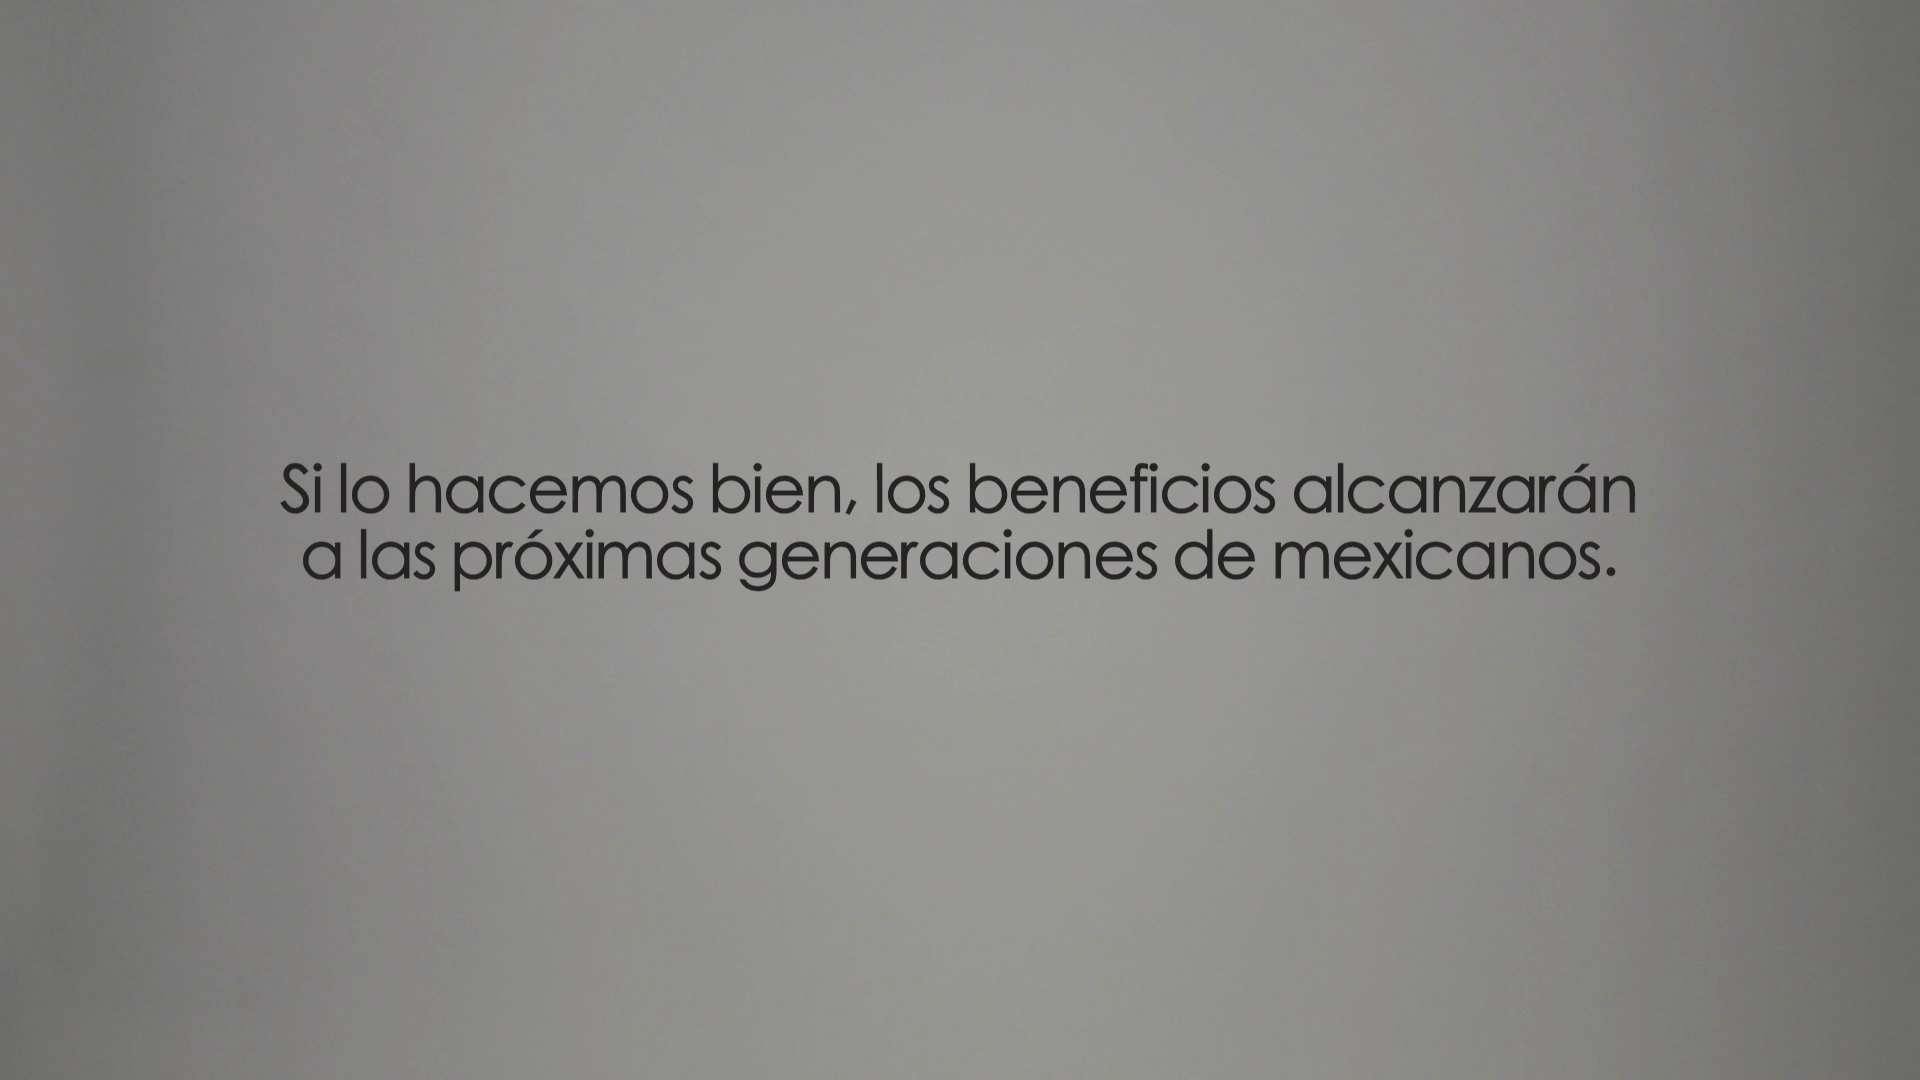 Si lo hacemos bien, los beneficios alcanzarán
a las próximas generaciones de mexicanos.